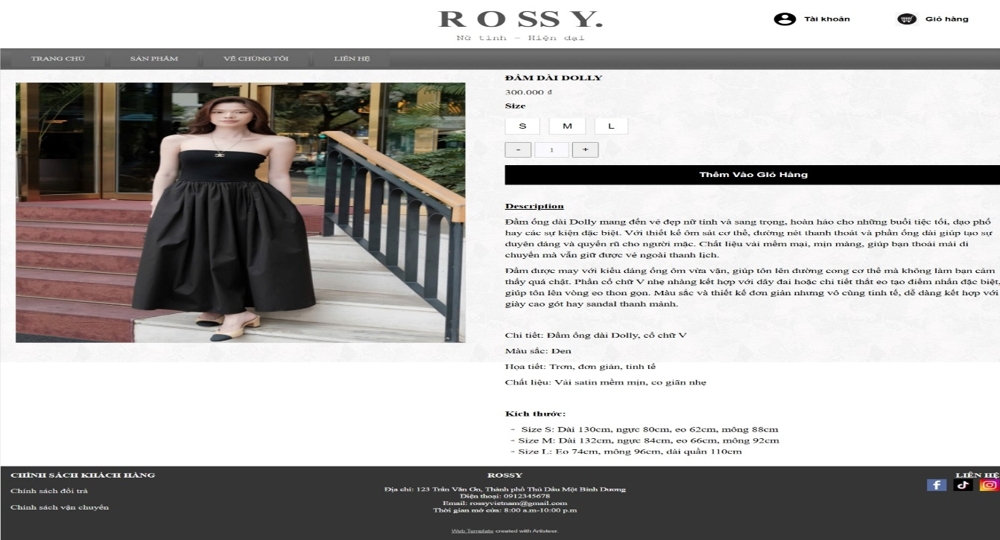 R O SS Y.
Nữ tính – Hiện đại
Tài khoản
Giỏ hàng
TRANG CHỦ
SẢN PHẨM
VỀ CHÚNG TÔI
LIÊN HỆ
ĐẦM DÀI DOLLY
300.000 ₫
Size
S M L
- 1 +
Thêm Vào Giỏ Hàng
Description
Đầm ống dài Dolly mang đến vẻ đẹp nữ tính và sang trọng, hoàn hảo cho những buổi tiệc tối, dạo phố
hay các sự kiện đặc biệt. Với thiết kế ôm sát cơ thể, đường nét thanh thoát và phần ống dài giúp tạo sự
duyên dáng và quyến rũ cho người mặc. Chất liệu vải mềm mại, mịn màng, giúp bạn thoải mái di
chuyển mà vẫn giữ được vẻ ngoài thanh lịch.
Đầm được may với kiểu dáng ống ôm vừa vặn, giúp tôn lên đường cong cơ thể mà không làm bạn cảm
thấy quá chật. Phần cổ chữ V nhẹ nhàng kết hợp với dây đai hoặc chi tiết thắt eo tạo điểm nhấn đặc biệt,
giúp tôn lên vòng eo thon gọn. Màu sắc và thiết kế đơn giản nhưng vô cùng tinh tế, dễ dàng kết hợp với
giày cao gót hay sandal thanh mảnh.
Chi tiết: Đầm ống dài Dolly, cổ chữ V
Màu sắc: Đen
Họa tiết: Trơn, đơn giản, tinh tế
Chất liệu: Vải satin mềm mịn, co giãn nhẹ
Kích thước:
Size S: Dài 130cm, ngực 80cm, eo 62cm, mông 88cm
Size M: Dài 132cm, ngực 84cm, eo 66cm, mông 92cm
Size L: Eo 74cm, mông 96cm, dài quần 110cm
CHÍNH SÁCH KHÁCH HÀNG
Chính sách đổi trả
Chính sách vận chuyển
ROSSY
Địa chỉ: 123 Trần Văn Ơn, Thành phố Thủ Dầu Một Bình Dương
Điện thoại: 0912345678
Email: rossyvietnam@gmail.com
Thời gian mở cửa: 8:00 a.m-10:00 p.m
Web Template created with Artisteer.
LIÊN HỆ